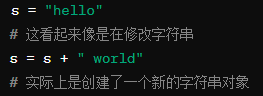 s = "hello"
# 这看起来像是在修改字符串
s = s + " world"
# 实际上是创建了一个新的字符串对象